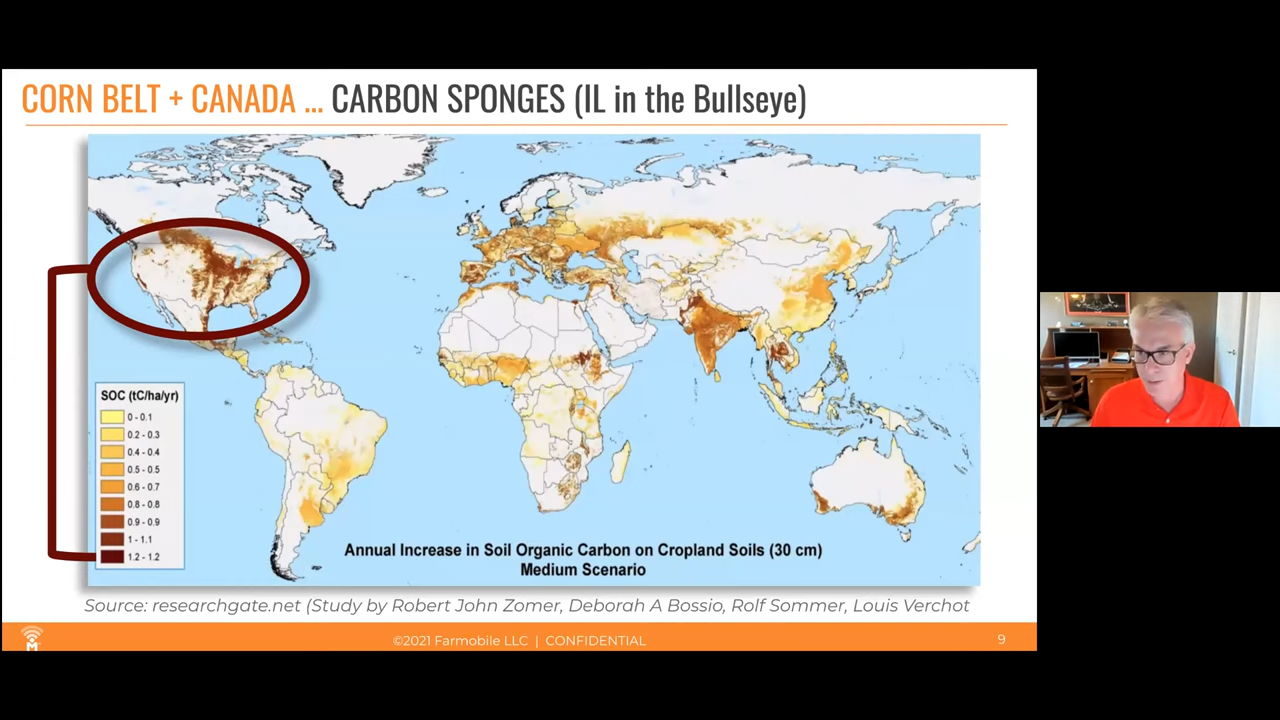 CORN BELT + CANADA ... CARBON SPONGES (IL in the Bullseye)
SOC (tC/ha/yr)
0 - 0.1
0.2 - 0.3
0.4 - 0.4
0.5 - 0.5
0.6 - 0.7
0.8 - 0.8
0.9 - 0.9
1 - 1.1
1.2 - 1.2
Annual Increase in Soil Organic Carbon on Cropland Soils (30 cm)
Medium Scenario
Source: researchgate.net (Study by Robert John Zomer, Deborah A Bossio, Rolf Sommer, Louis Verchot
M
©2021 Farmobile LLC | CONFIDENTIAL
9